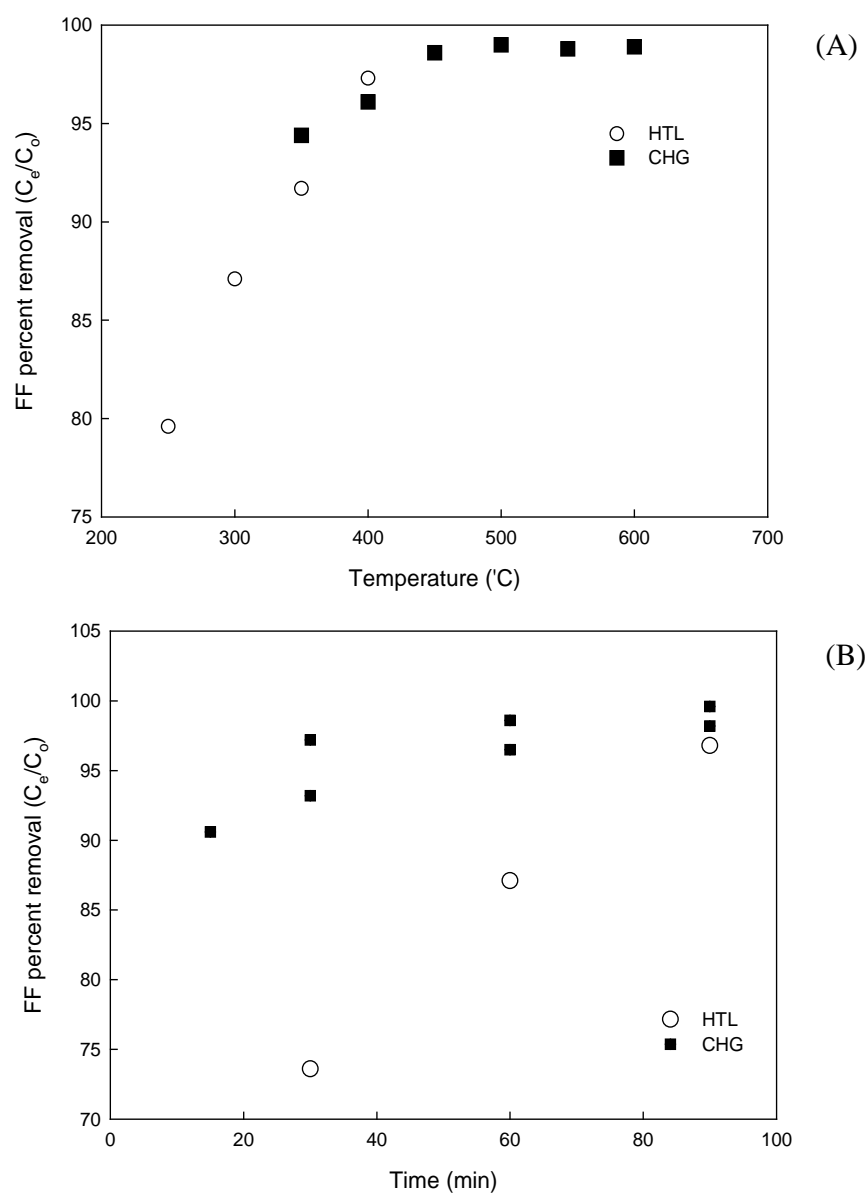 (A)
FF percent removal (Ce/Co)
100
95
90
85
80
75
HTL
CHG
200 300 400 500 600 700
Temperature ('C)
(B)
FF percent removal (Ce/Co)
105
100
95
90
85
80
75
70
HTL
CHG
0 20 40 60 80 100
Time (min)